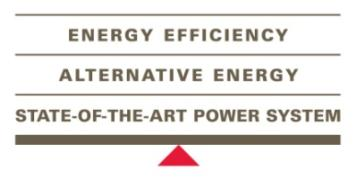 ENERGY EFFICIENCY
ALTERNATIVE ENERGY
STATE-OF-THE-ART POWER SYSTEM